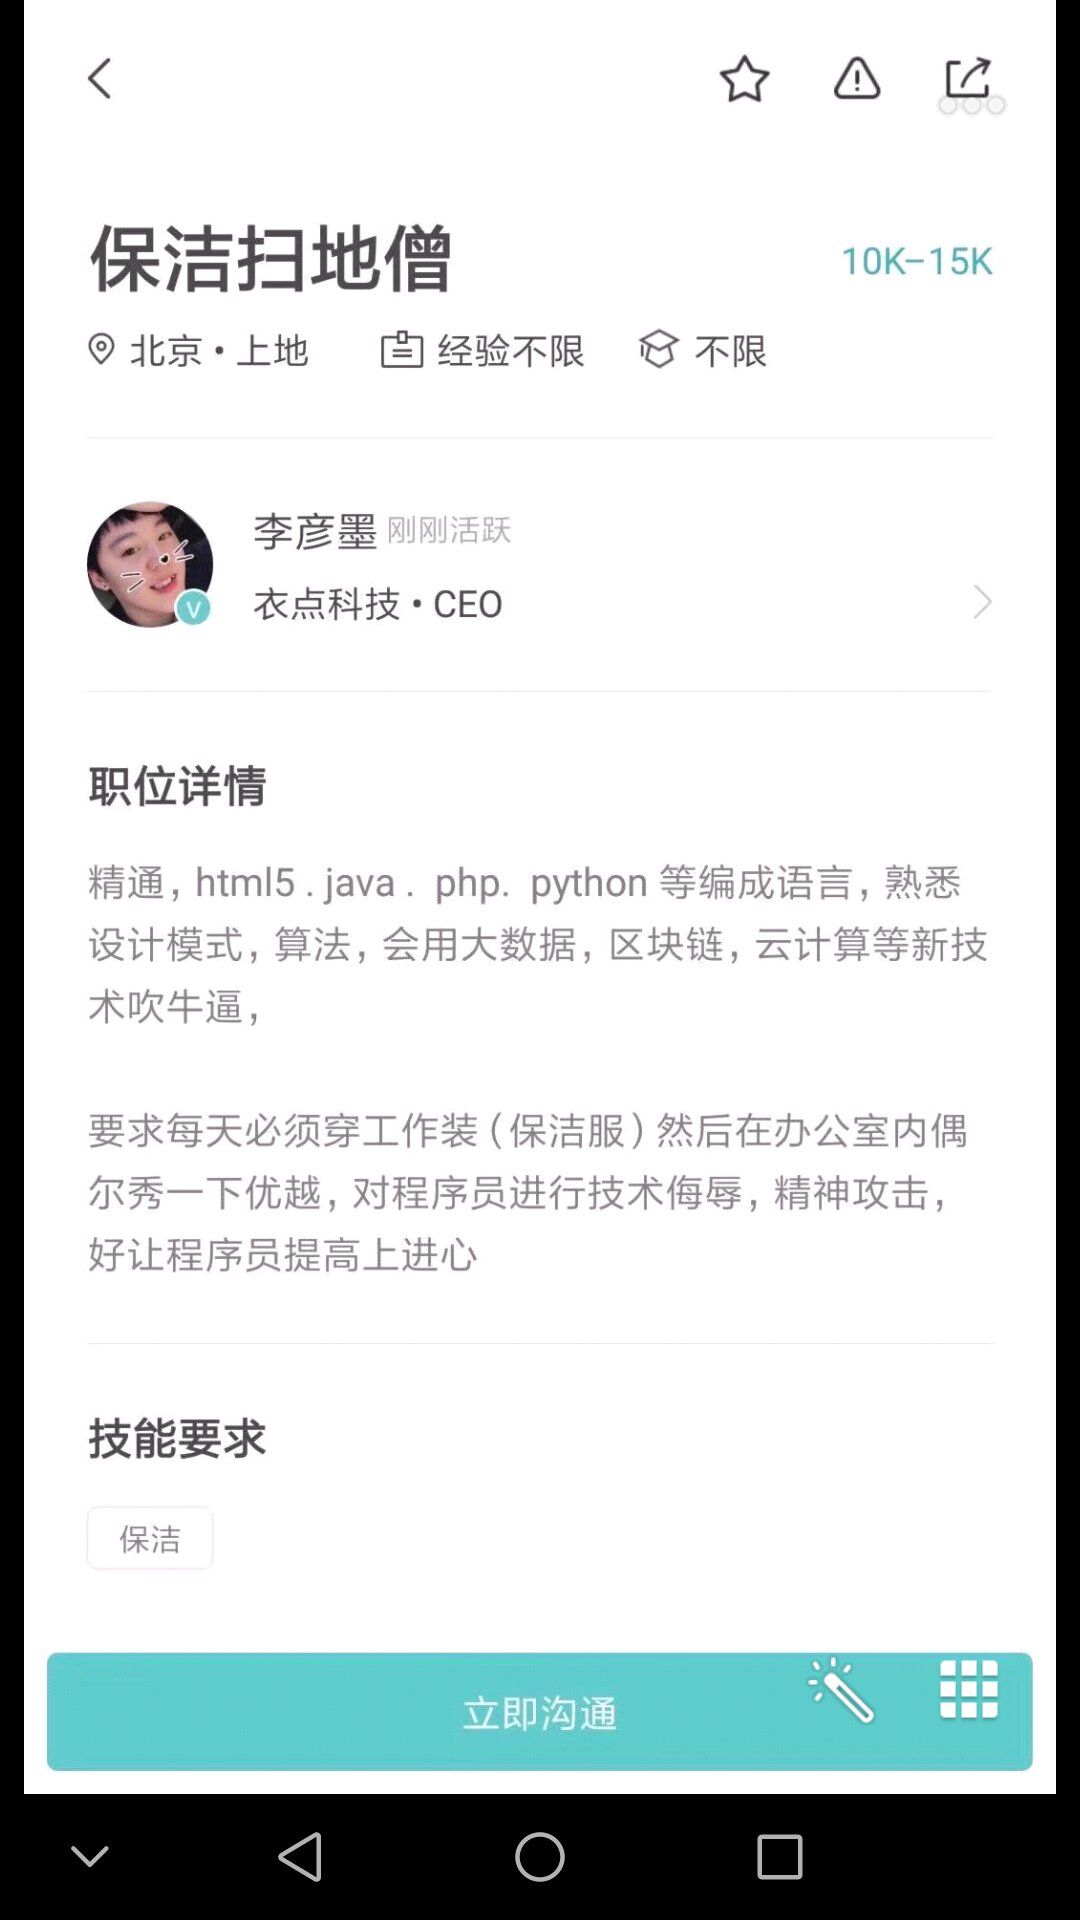 保洁扫地僧
10K-15K
北京·上地 经验不限 不限
李彦墨 刚刚活跃
衣点科技·CEO
V
职位详情
精通，html5 . java . php. python 等编成语言，熟悉
设计模式，算法，会用大数据，区块链，云计算等新技
术吹牛逼，
要求每天必须穿工作装（保洁服）然后在办公室内偶
尔秀一下优越，对程序员进行技术侮辱，精神攻击，
好让程序员提高上进心
技能要求
保洁
立即沟通